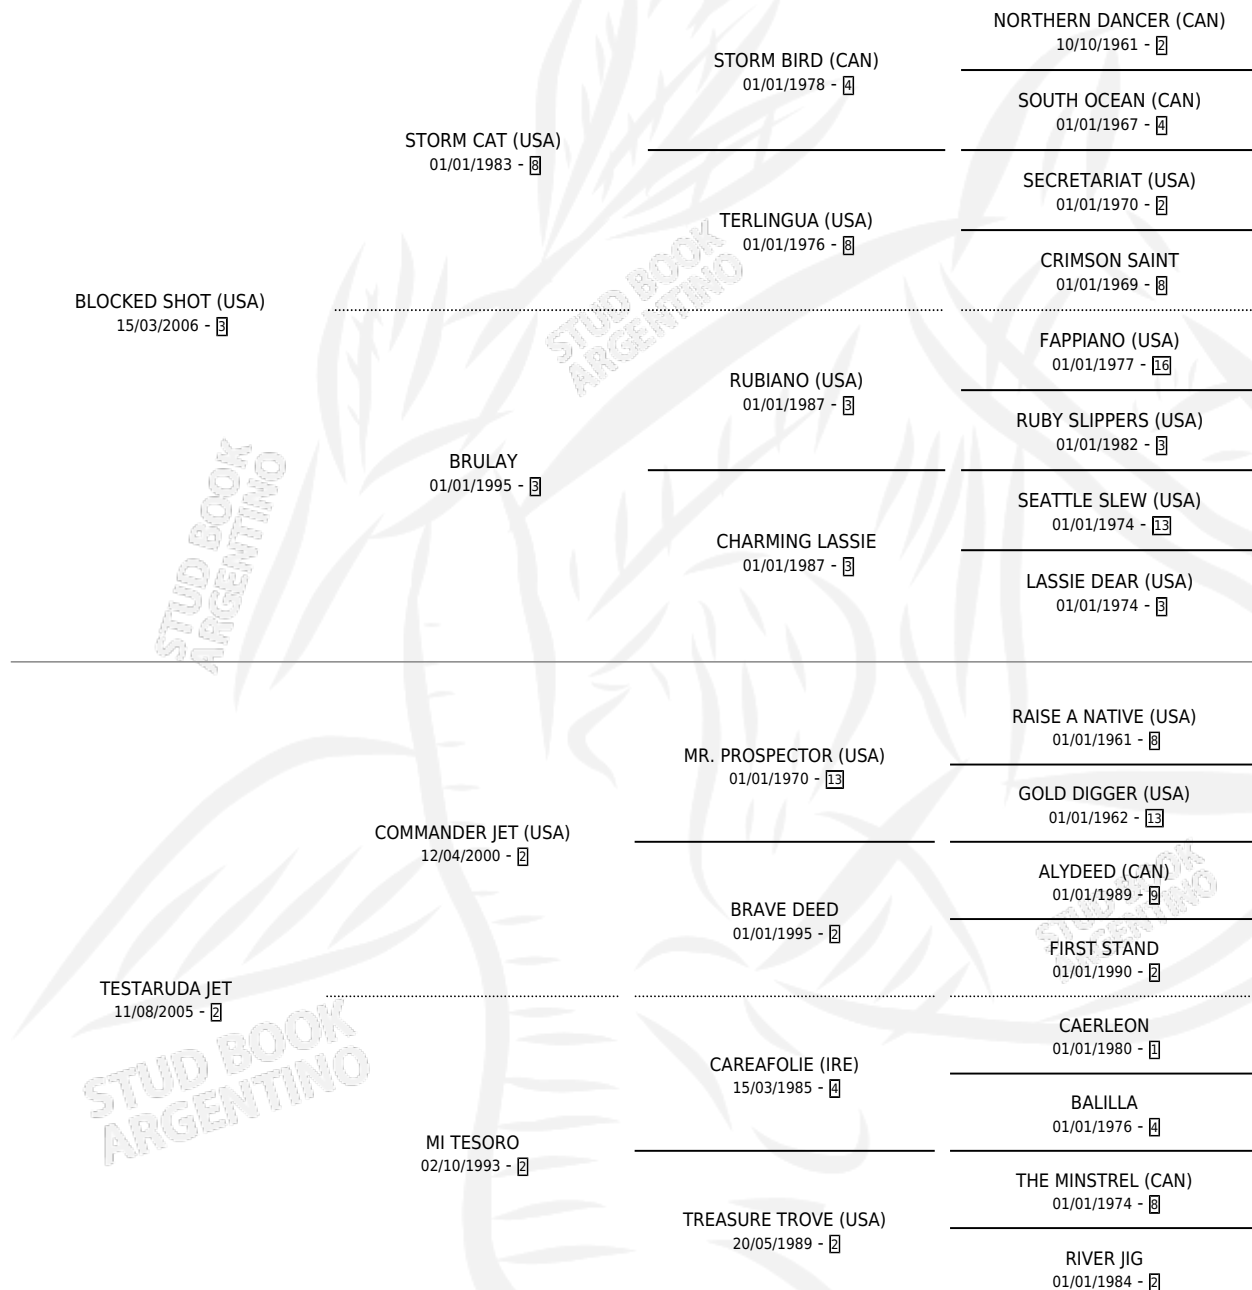 BLOCKED SHOT (USA)
15/03/2006 - 3
STORM CAT (USA)
01/01/1983 - 8
STORM BIRD (CAN)
01/01/1978 - 4
NORTHERN DANCER (CAN)
10/10/1961 - 2
SOUTH OCEAN (CAN)
01/01/1967 - 4
TERLINGUA (USA)
01/01/1976 - 8
SECRETARIAT (USA)
01/01/1970 - 2
CRIMSON SAINT
01/01/1969 - 8
BRULAY
01/01/1995 - 3
RUBIANO (USA)
01/01/1987 - 3
FAPPIANO (USA)
01/01/1977 - 16
RUBY SLIPPERS (USA)
01/01/1982 - 3
CHARMING LASSIE
01/01/1987 - 3
SEATTLE SLEW (USA)
01/01/1974 - 13
LASSIE DEAR (USA)
01/01/1974 - 3
TESTARUDA JET
11/08/2005 - 2
COMMANDER JET (USA)
12/04/2000 - 2
MR. PROSPECTOR (USA)
01/01/1970 - 13
RAISE A NATIVE (USA)
01/01/1961 - 8
GOLD DIGGER (USA)
01/01/1962 - 13
BRAVE DEED
01/01/1995 - 2
ALYDEED (CAN)
01/01/1989 - 9
FIRST STAND
01/01/1990 - 2
MI TESORO
02/10/1993 - 2
CAREAFOLIE (IRE)
15/03/1985 - 4
CAERLEON
01/01/1980 - 1
BALILLA
01/01/1976 - 4
TREASURE TROVE (USA)
20/05/1989 - 2
THE MINSTREL (CAN)
01/01/1974 - 8
RIVER JIG
01/01/1984 - 2
STUD BOOK
ARGENTINO
STUD BOOK
ARGENTINO
STUD BOOK
ARGENTINO
STUD BOOK
ARGENTINO